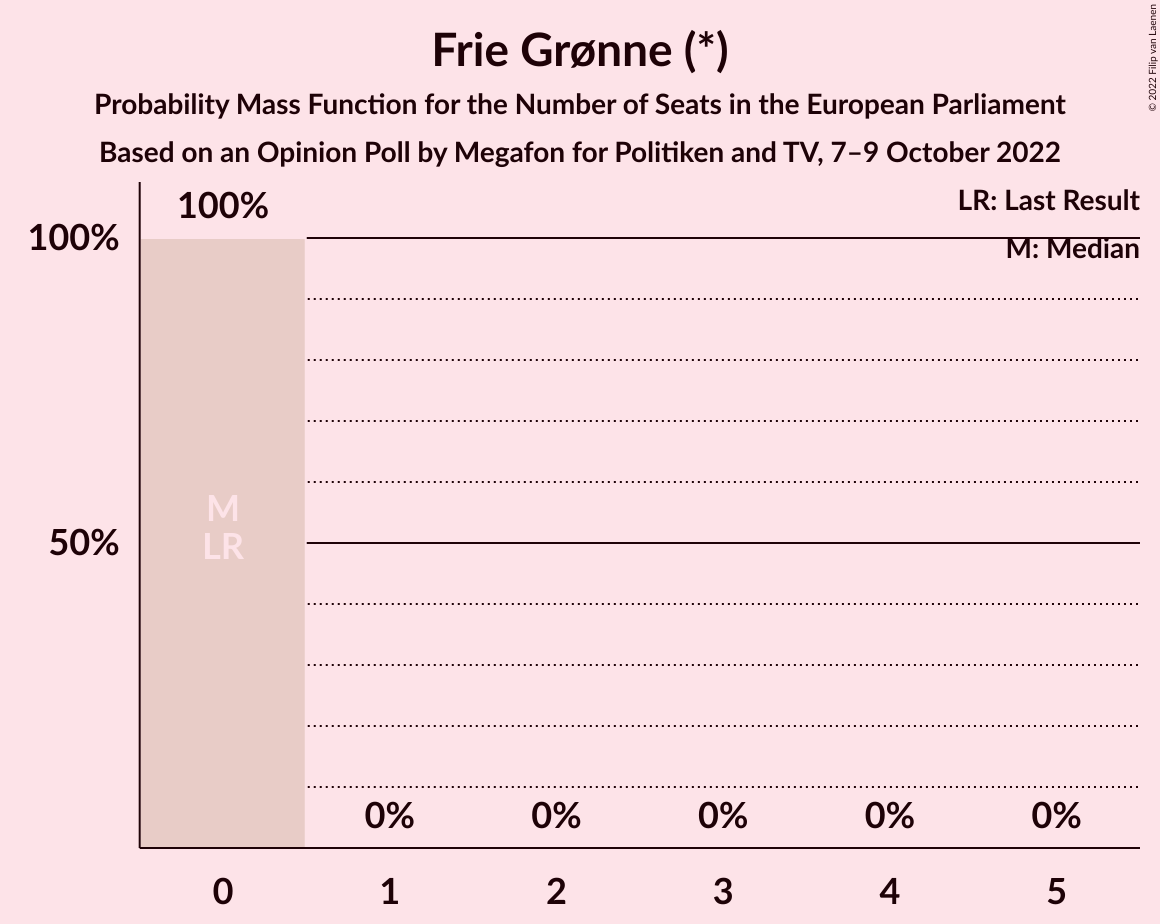 Frie Grønne (*)
Probability Mass Function for the Number of Seats in the European Parliament
Based on an Opinion Poll by Megafon for Politiken and TV, 7–9 October 2022
© 2022 Filip van Laenen
LR: Last Result
M: Median
100%
100%
50%
M
LR
0% 0% 0% 0% 0%
0 1 2 3 4 5